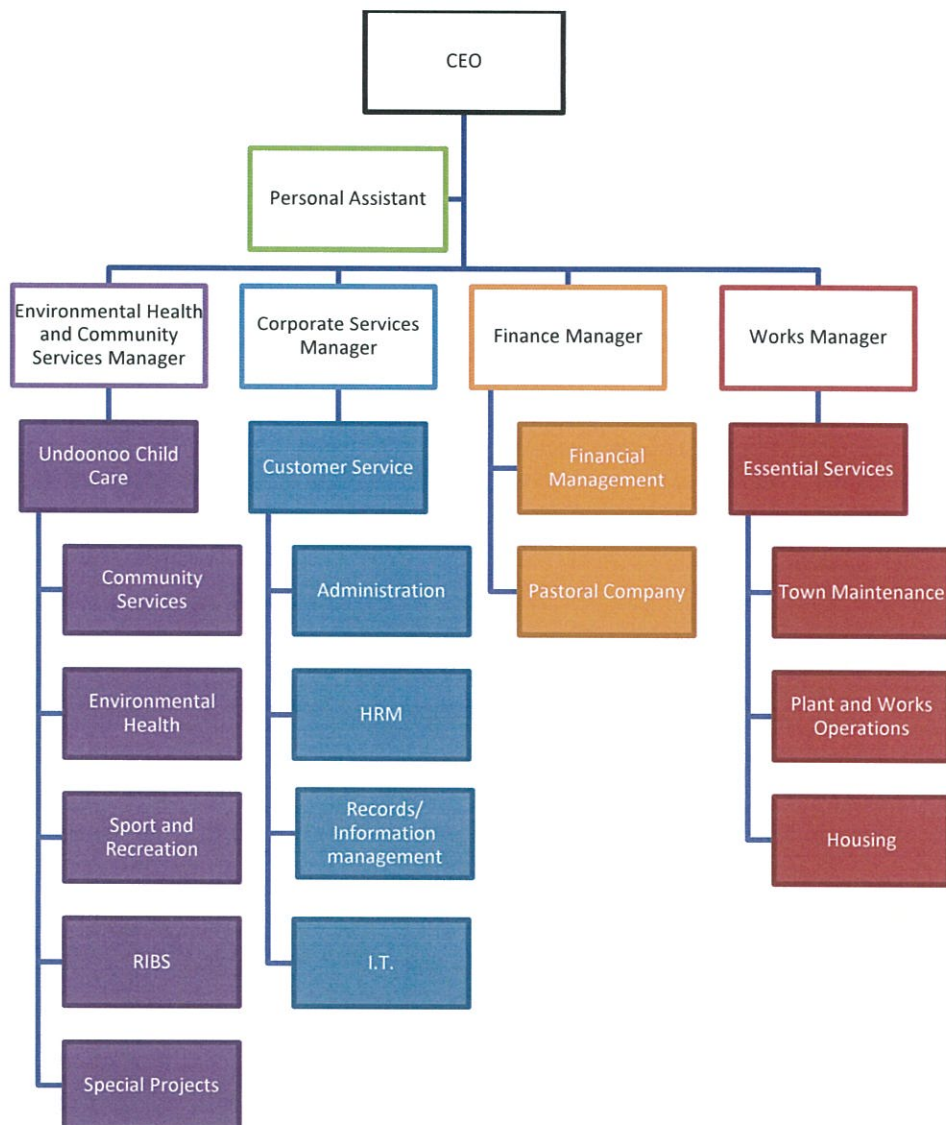 CEO
Personal Assistant
Environmental Health
and Community
Services Manager
Corporate Services
Manager
Finance Manager
Works Manager
Undoonoo Child
Care
Community
Services
Environmental
Health
Sport and
Recreation
RIBS
Special Projects
Customer Service
Administration
HRM
Records/
Information
management
I.T.
Financial
Management
Pastoral Company
Essential Services
Town Maintenance
Plant and Works
Operations
Housing